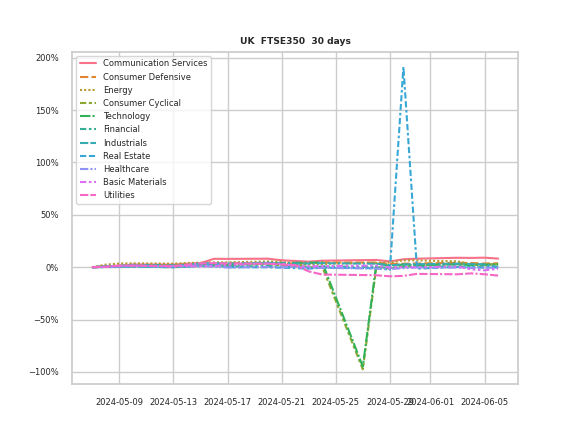 UK FTSE350 30 days
200%
150%
100%
50%
0%
−50%
−100%
Communication Services
Consumer Defensive
Energy
Consumer Cyclical
Technology
Financial
Industrials
Real Estate
Healthcare
Basic Materials
Utilities
2024-05-09 2024-05-13 2024-05-17 2024-05-21 2024-05-25 2024-05-29 2024-06-01 2024-06-05